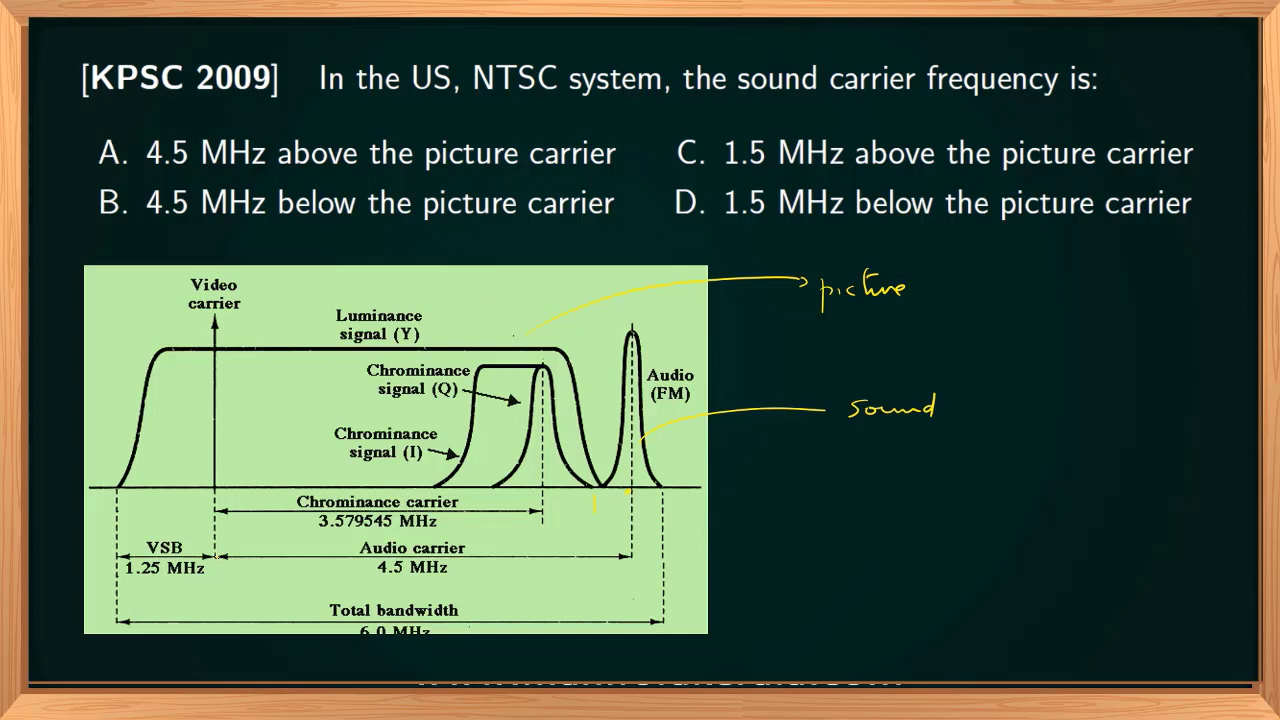 [KPSC 2009] In the US, NTSC system, the sound carrier frequency is:
A. 4.5 MHz above the picture carrier
C. 1.5 MHz above the picture carrier
B. 4.5 MHz below the picture carrier
D. 1.5 MHz below the picture carrier
Video
carrier
picture
Luminance
signal (Y)
Chrominance
signal (Q)
Audio
(FM)
sound
Chrominance
signal (I)
Chrominance carrier
3.579545 MHz
VSB
1.25 MHz
Audio carrier
4.5 MHz
Total bandwidth
6.0 MHz